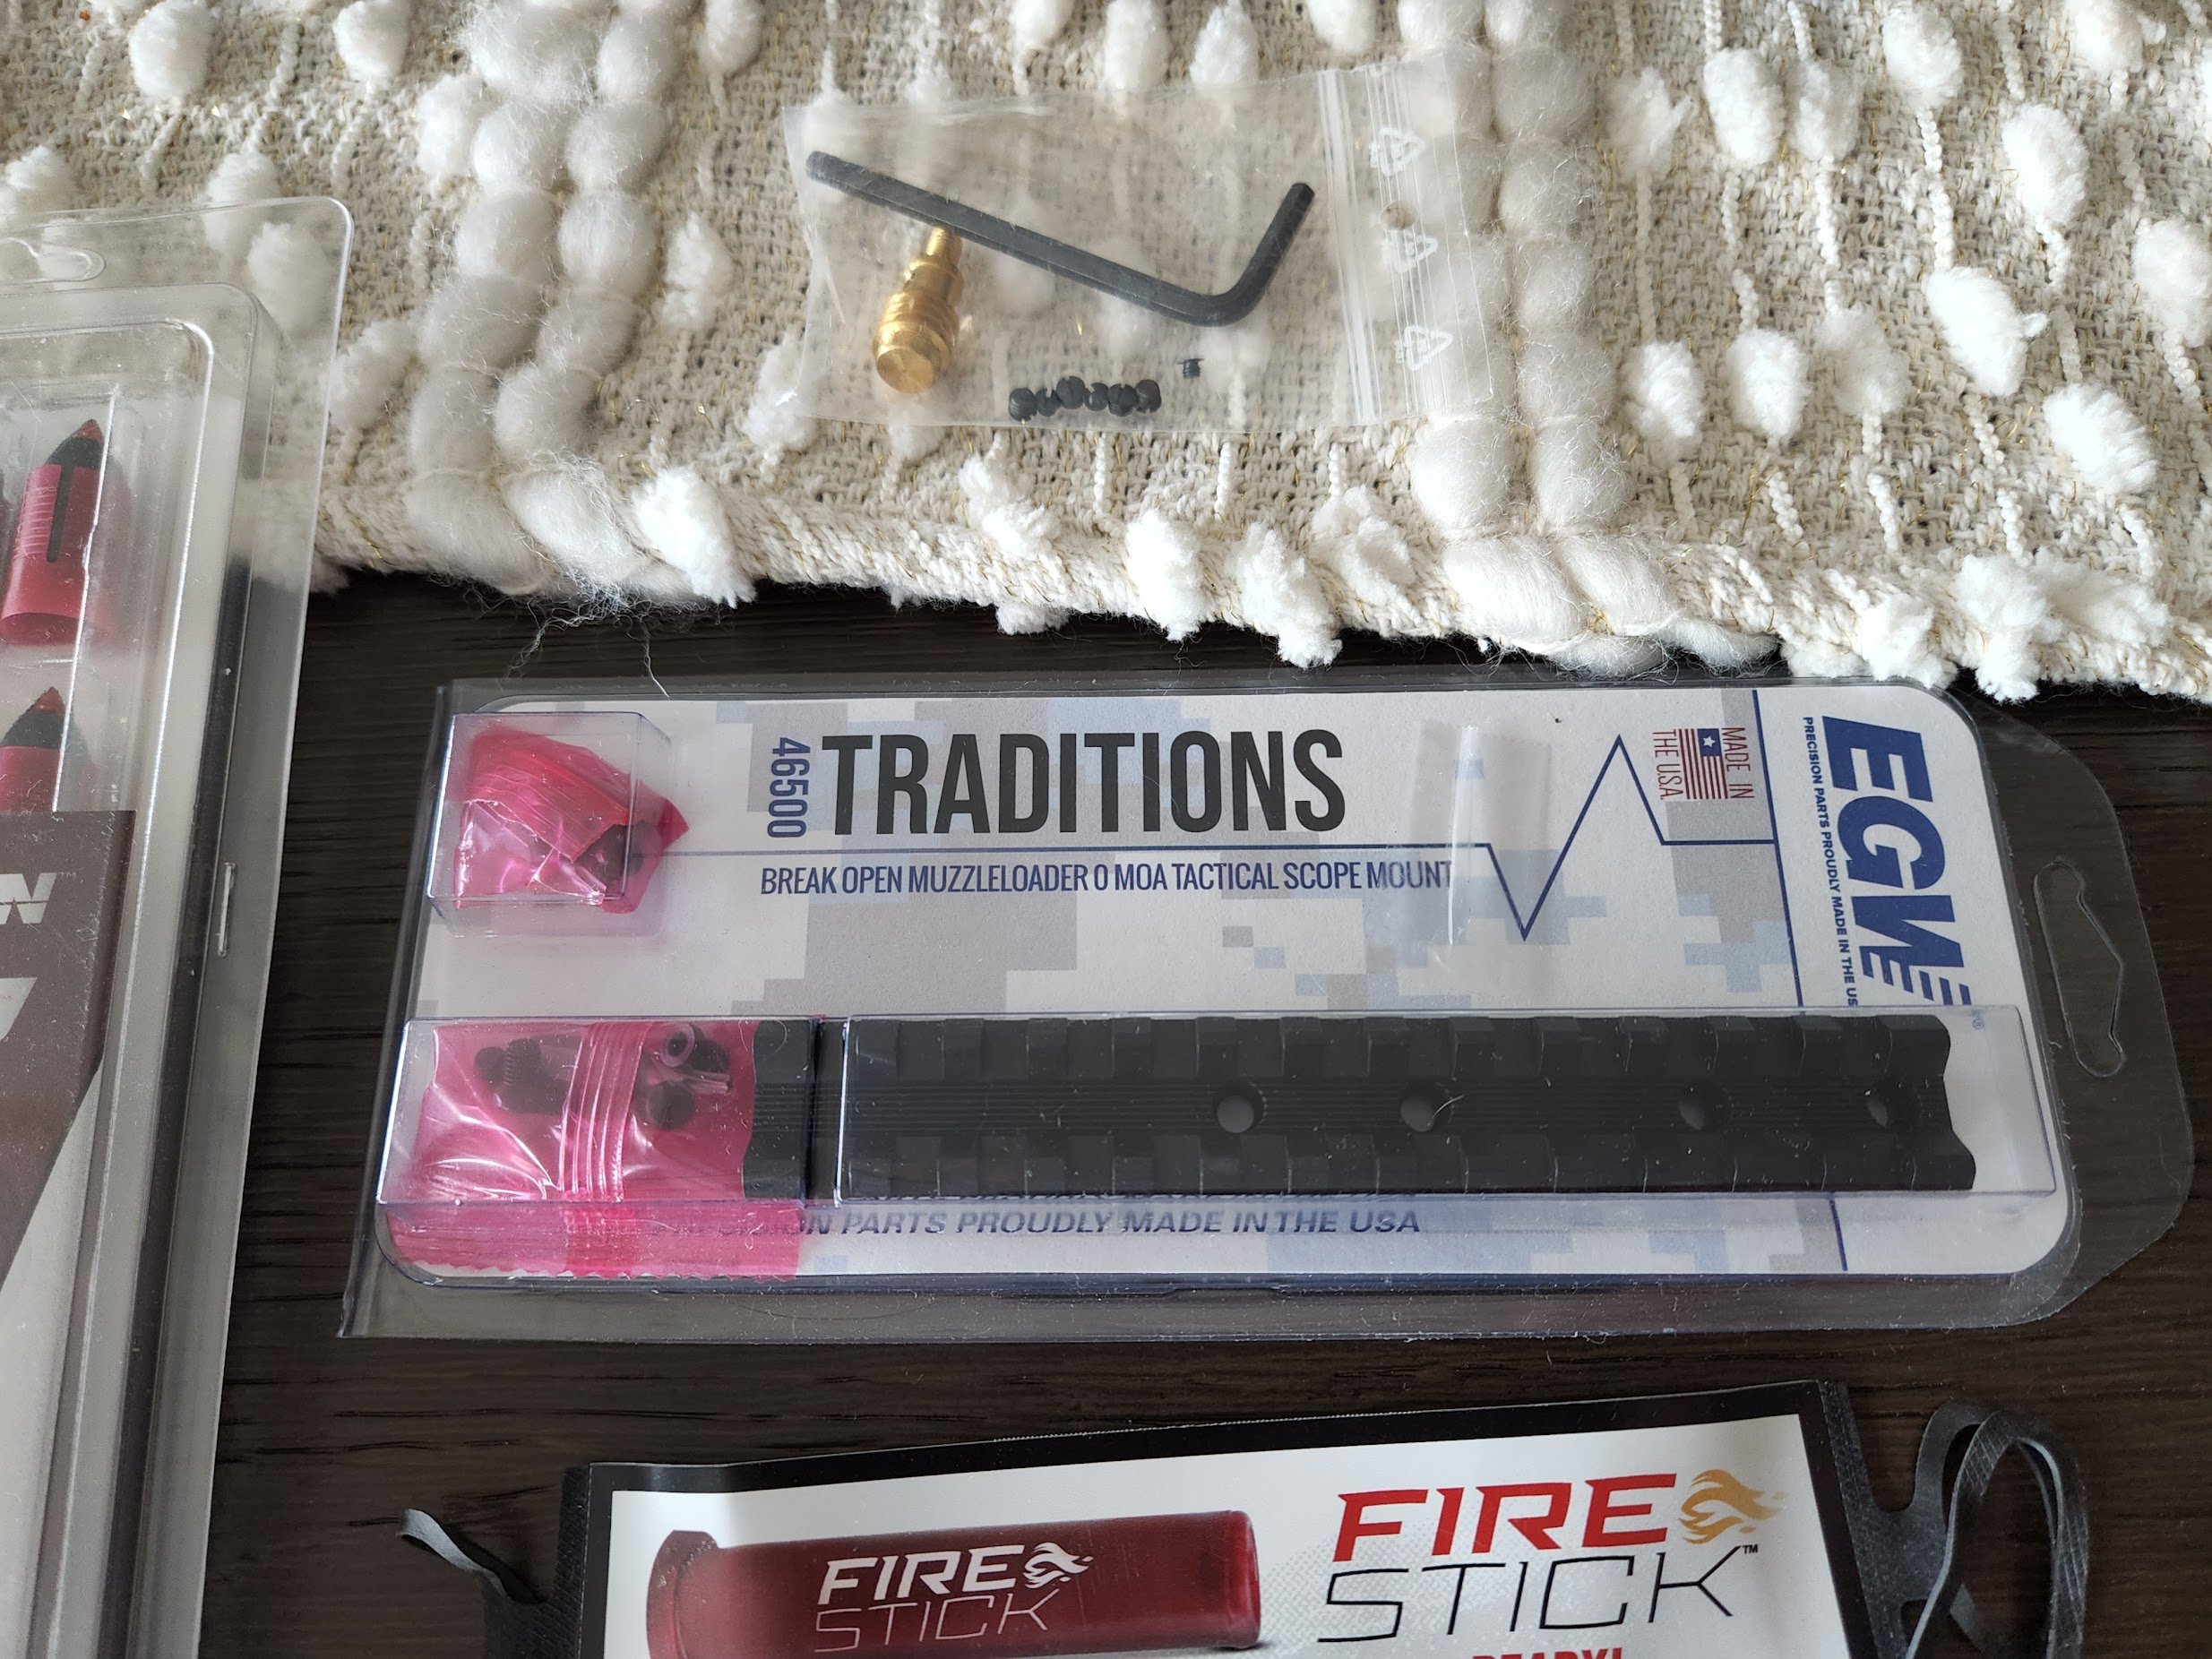 46500
TRADITIONS
BREAK OPEN MUZZLELOADER 0 MOA TACTICAL SCOPE MOUNT
MADE IN
THE U.S.A.
EGW
PRECISION PARTS PROUDLY MADE IN THE US
PARTS PROUDLY MADE IN THE USA
FIRE
STICK
FIRE
STICK™